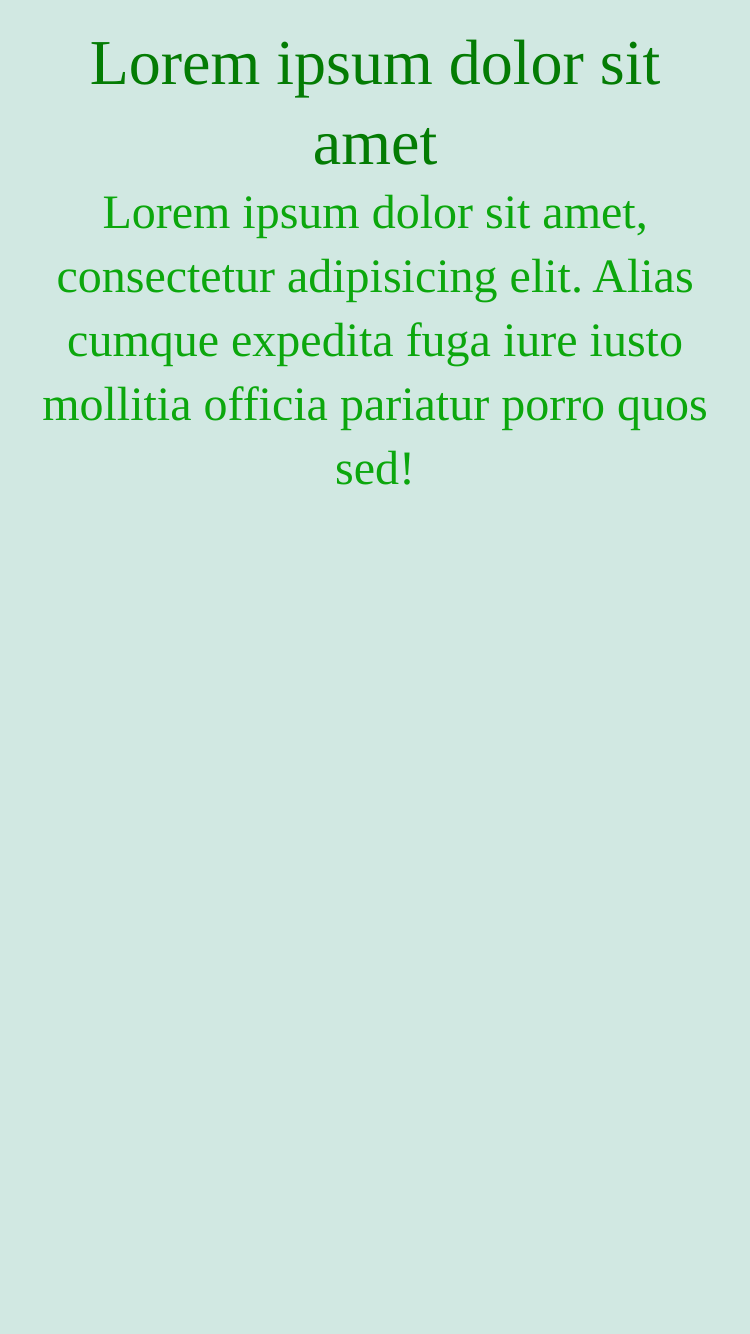 Lorem ipsum dolor sit
amet
Lorem ipsum dolor sit amet,
consectetur adipisicing elit. Alias
cumque expedita fuga iure iusto
mollitia officia pariatur porro quos
sed!